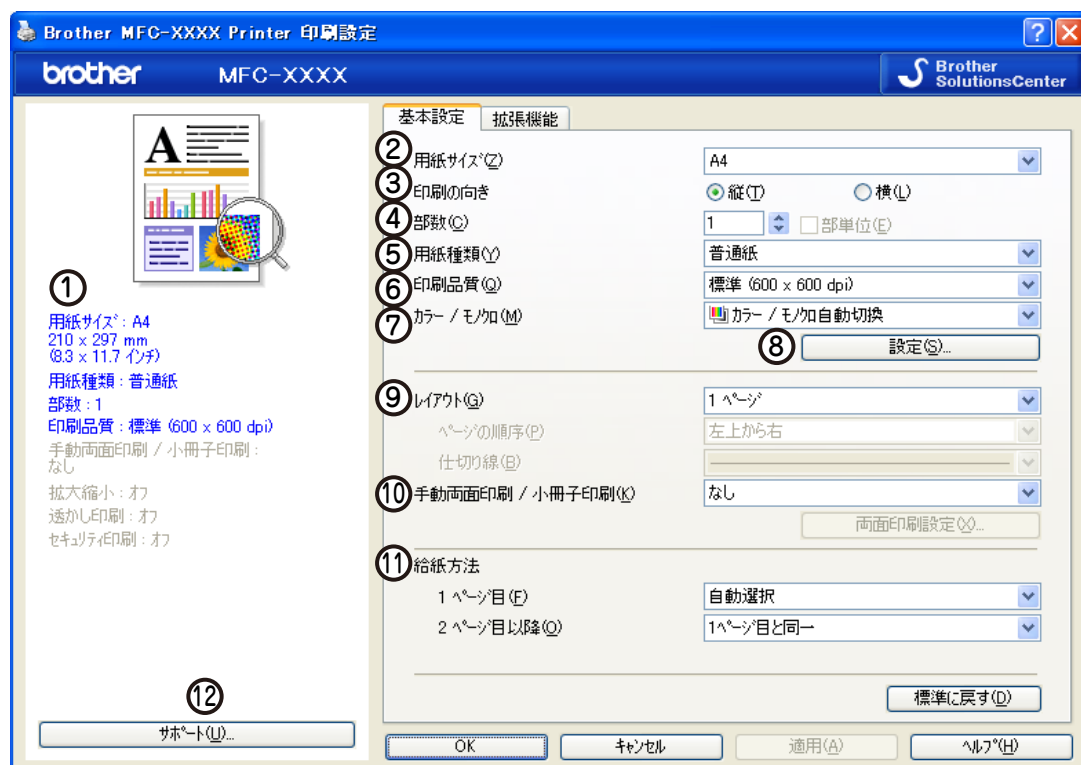 Brother MFC-XXXX Printer 印刷設定
brother MFC-XXXX Brother SolutionsCenter
基本設定 拡張機能
A
② 用紙サイズ(Z) A4
③ 印刷の向き 縦(T) 横(L)
④ 部数(C) 1 部単位(E)
⑤ 用紙種類(Y) 普通紙
⑥ 印刷品質(Q) 標準 (600 x 600 dpi)
⑦ カラー / モノクロ(M) カラー / モノクロ自動切換
⑧ 設定(S)...
⑨ レイアウト(G) 1 ページ
ページの順序(P) 左上から右
仕切り線(B)
⑩ 手動両面印刷 / 小冊子印刷(K) なし
両面印刷設定(X)...
⑪ 給紙方法
1 ページ目(F) 自動選択
2 ページ目以降(O) 1ページ目と同一
標準に戻す(D)
①
用紙サイズ : A4
210 x 297 mm
(8.3 x 11.7 インチ)
用紙種類 : 普通紙
部数 : 1
印刷品質 : 標準 (600 x 600 dpi)
手動両面印刷 / 小冊子印刷 :
なし
拡大縮小 : オフ
透かし印刷 : オフ
セキュリティ印刷 : オフ
⑫
サポート(U)...
OK キャンセル 適用(A) ヘルプ(H)